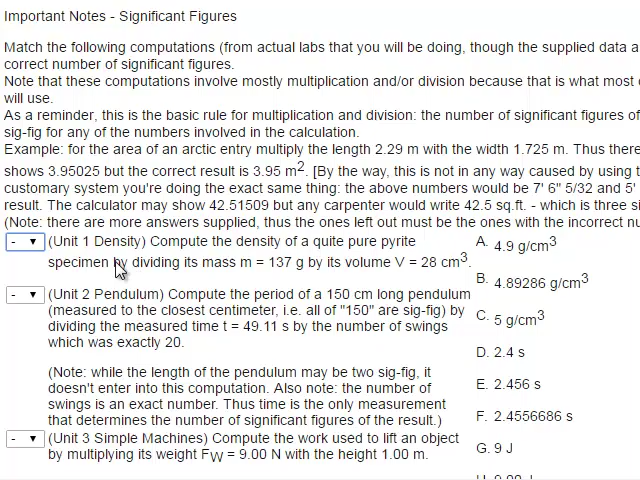 Important Notes - Significant Figures
Match the following computations (from actual labs that you will be doing, though the supplied data a
correct number of significant figures.
Note that these computations involve mostly multiplication and/or division because that is what most
will use.
As a reminder, this is the basic rule for multiplication and division: the number of significant figures of
sig-fig for any of the numbers involved in the calculation.
Example: for the area of an arctic entry multiply the length 2.29 m with the width 1.725 m. Thus there
shows 3.95025 but the correct result is 3.95 m2. [By the way, this is not in any way caused by using t
customary system you're doing the exact same thing: the above numbers would be 7' 6" 5/32 and 5'
result. The calculator may show 42.51509 but any carpenter would write 42.5 sq.ft. - which is three si
(Note: there are more answers supplied, thus the ones left out must be the ones with the incorrect nu
- (Unit 1 Density) Compute the density of a quite pure pyrite
specimen by dividing its mass m = 137 g by its volume V = 28 cm3.
- (Unit 2 Pendulum) Compute the period of a 150 cm long pendulum
(measured to the closest centimeter, i.e. all of "150" are sig-fig) by
dividing the measured time t = 49.11 s by the number of swings
which was exactly 20.
(Note: while the length of the pendulum may be two sig-fig, it
doesn't enter into this computation. Also note: the number of
swings is an exact number. Thus time is the only measurement
that determines the number of significant figures of the result.)
- (Unit 3 Simple Machines) Compute the work used to lift an object
by multiplying its weight FW = 9.00 N with the height 1.00 m.
A. 4.9 g/cm3
B. 4.89286 g/cm3
C. 5 g/cm3
D. 2.4 s
E. 2.456 s
F. 2.4556686 s
G. 9 J